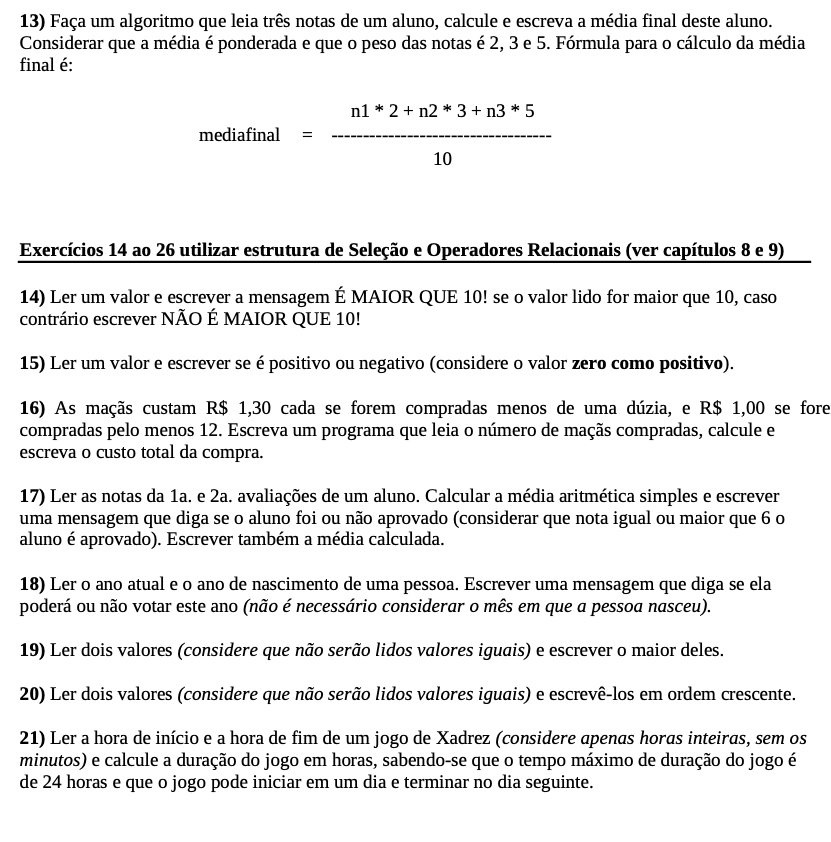 13) Faça um algoritmo que leia três notas de um aluno, calcule e escreva a média final deste aluno.
Considerar que a média é ponderada e que o peso das notas é 2, 3 e 5. Fórmula para o cálculo da média
final é:
n1 * 2 + n2 * 3 + n3 * 5
mediafinal = -----------------------------------
10
Exercícios 14 ao 26 utilizar estrutura de Seleção e Operadores Relacionais (ver capítulos 8 e 9)
14) Ler um valor e escrever a mensagem É MAIOR QUE 10! se o valor lido for maior que 10, caso
contrário escrever NÃO É MAIOR QUE 10!
15) Ler um valor e escrever se é positivo ou negativo (considere o valor zero como positivo).
16) As maçãs custam R$ 1,30 cada se forem compradas menos de uma dúzia, e R$ 1,00 se fore
compradas pelo menos 12. Escreva um programa que leia o número de maçãs compradas, calcule e
escreva o custo total da compra.
17) Ler as notas da 1a. e 2a. avaliações de um aluno. Calcular a média aritmética simples e escrever
uma mensagem que diga se o aluno foi ou não aprovado (considerar que nota igual ou maior que 6 o
aluno é aprovado). Escrever também a média calculada.
18) Ler o ano atual e o ano de nascimento de uma pessoa. Escrever uma mensagem que diga se ela
poderá ou não votar este ano (não é necessário considerar o mês em que a pessoa nasceu).
19) Ler dois valores (considere que não serão lidos valores iguais) e escrever o maior deles.
20) Ler dois valores (considere que não serão lidos valores iguais) e escrevê-los em ordem crescente.
21) Ler a hora de início e a hora de fim de um jogo de Xadrez (considere apenas horas inteiras, sem os
minutos) e calcule a duração do jogo em horas, sabendo-se que o tempo máximo de duração do jogo é
de 24 horas e que o jogo pode iniciar em um dia e terminar no dia seguinte.